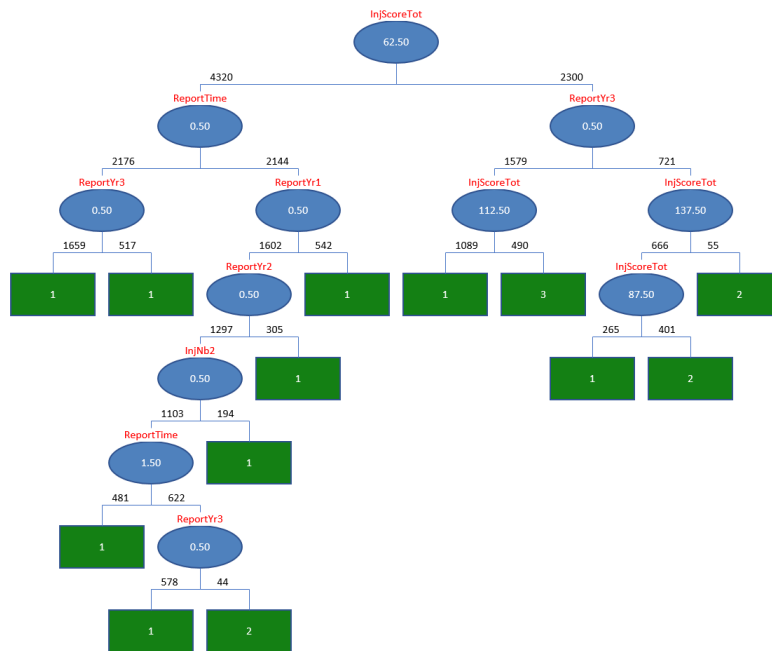 InjScoreTot
62.50
4320 2300
ReportTime ReportYr3
0.50 0.50
2176 2144 1579 721
ReportYr3 ReportYr1 InjScoreTot InjScoreTot
0.50 0.50 112.50 137.50
1659 517 1602 542 1089 490 666 55
ReportYr2 InjScoreTot
1 1 0.50 1 1 3 87.50 2
1297 305 265 401
InjNb2
0.50 1 1 2
1103 194
ReportTime
1.50 1
481 622
ReportYr3
1 0.50
578 44
1 2